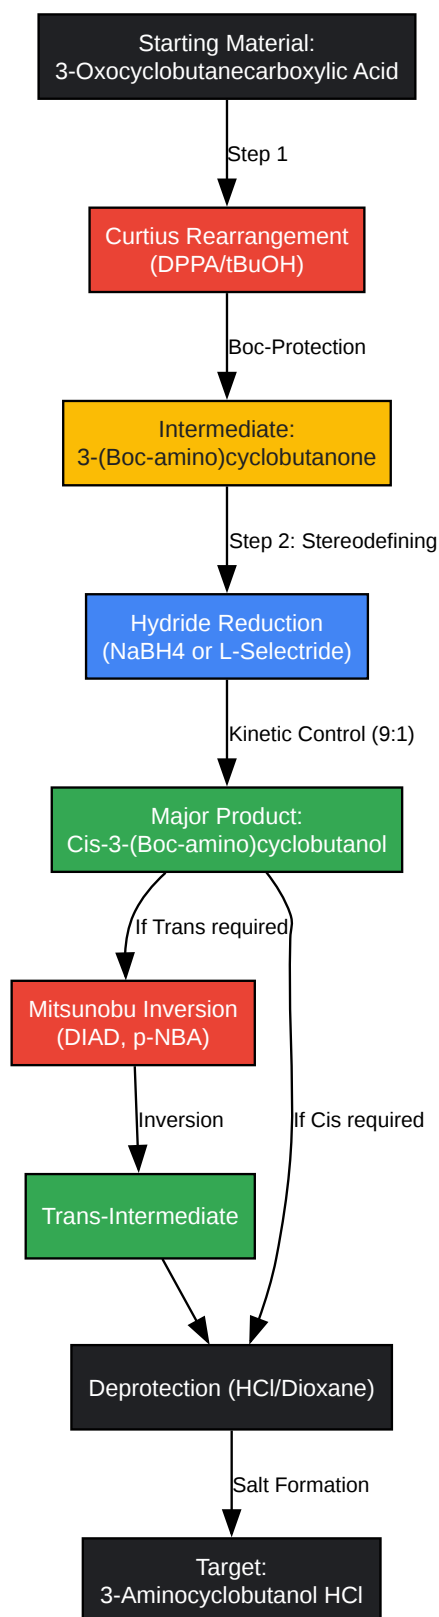 Starting Material:
3-Oxocyclobutanecarboxylic Acid
Step 1
Curtius Rearrangement
(DPPA/tBuOH)
Boc-Protection
Intermediate:
3-(Boc-amino)cyclobutanone
Step 2: Stereodefining
Hydride Reduction
(NaBH4 or L-Selectride)
Kinetic Control (9:1)
Major Product:
Cis-3-(Boc-amino)cyclobutanol
If Trans required
Mitsunobu Inversion
(DIAD, p-NBA)
Inversion
If Cis required
Trans-Intermediate
Deprotection (HCl/Dioxane)
Salt Formation
Target:
3-Aminocyclobutanol HCl